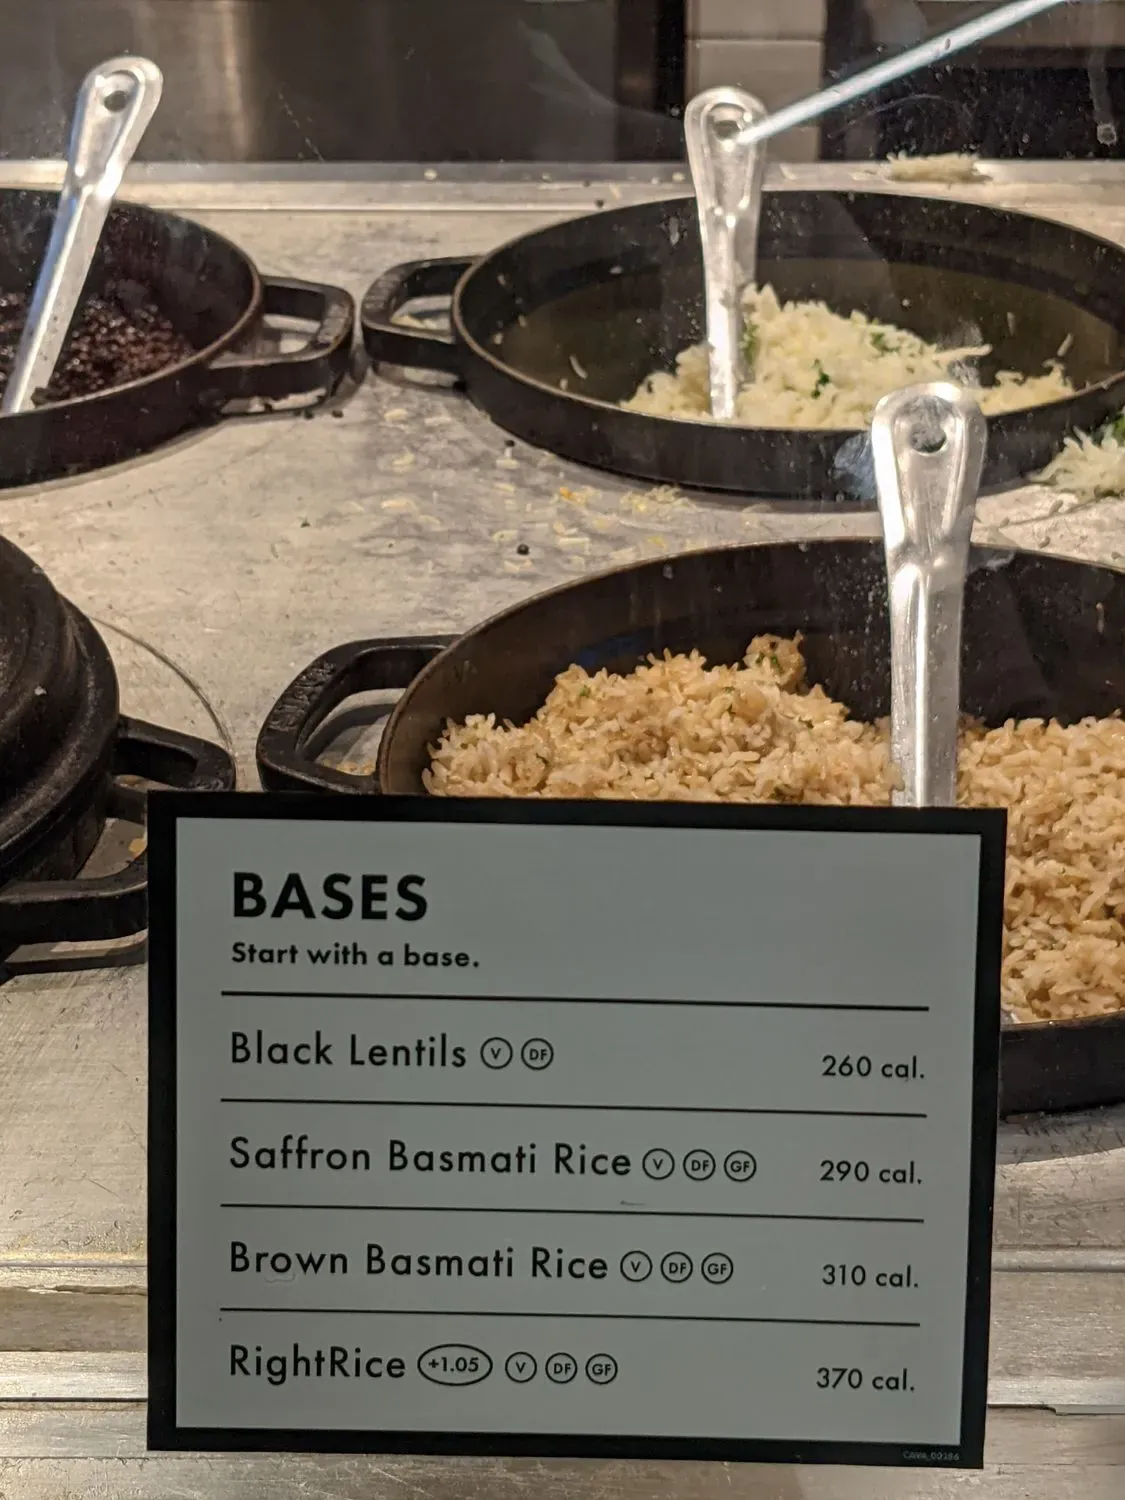 BASES
Start with a base.
Black Lentils V DF 260 cal.
Saffron Basmati Rice V DF GF 290 cal.
Brown Basmati Rice V DF GF 310 cal.
RightRice +1.05 V DF GF 370 cal.